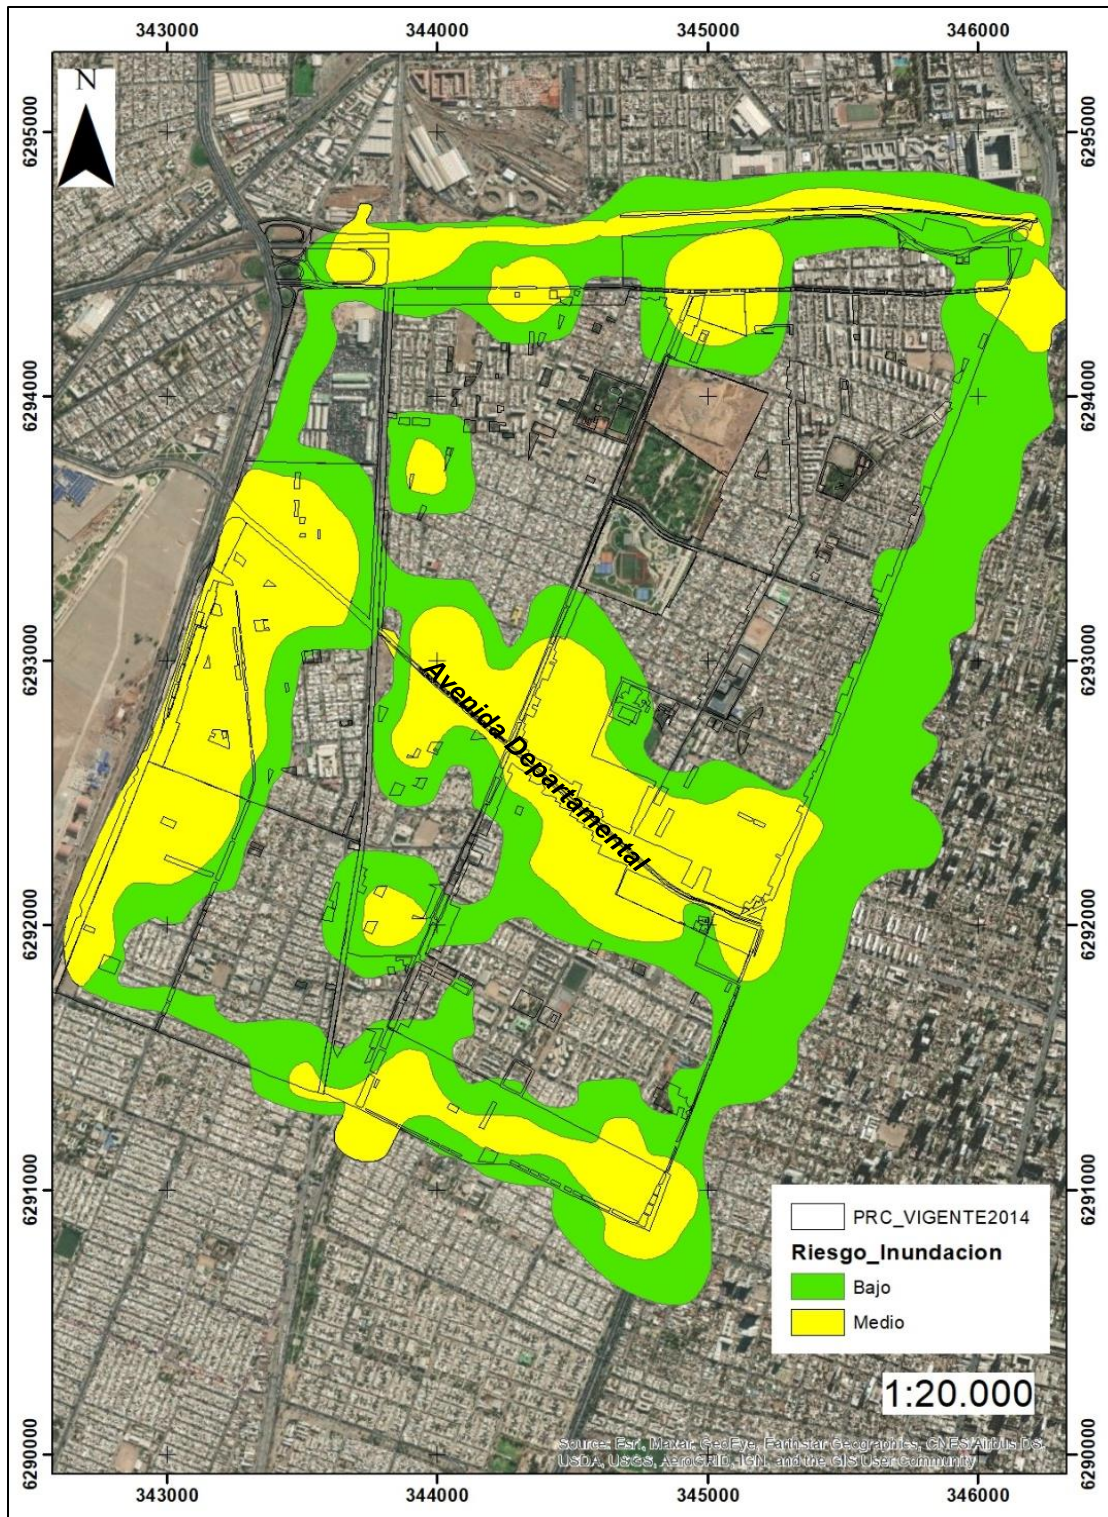 343000 344000 345000 346000
N
6295000 6295000
6294000 6294000
6293000 6293000
Avenida Departamental
6292000 6292000
6291000 6291000
PRC_VIGENTE2014
Riesgo_Inundacion
Bajo
Medio
1:20.000
Source: Esri, Maxar, GeoEye, Earthstar Geographics, CNES/Airbus DS,
USDA, USGS, AeroGRID, IGN, and the GIS User Community
6290000 6290000
343000 344000 345000 346000